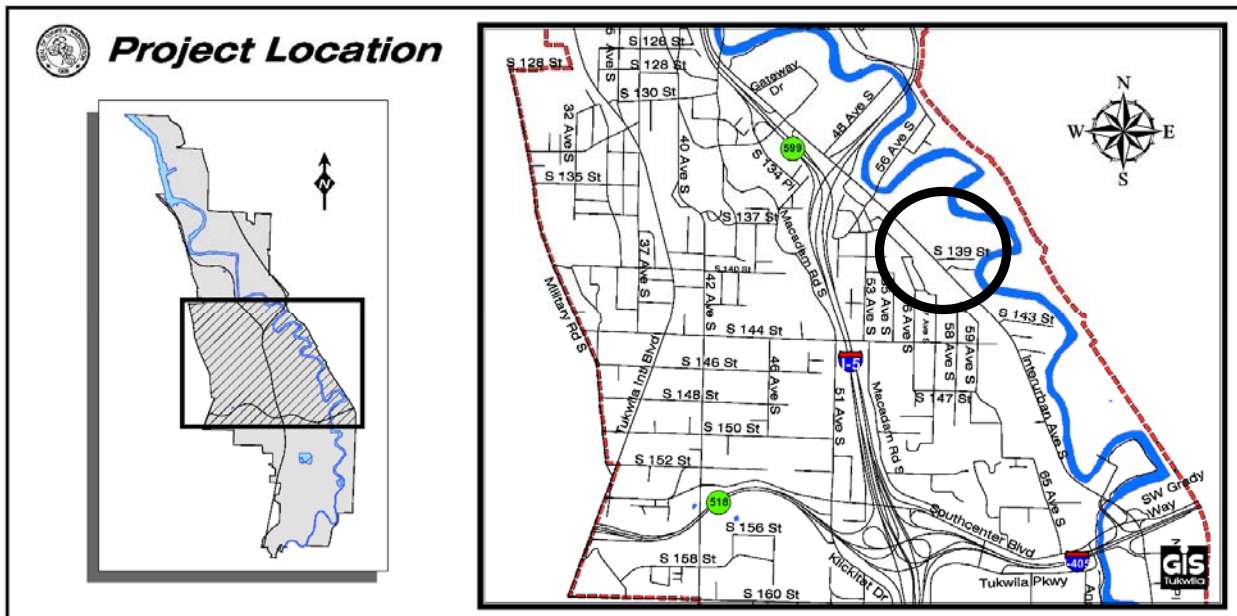 Project Location
N
N
W E
S
S 126 St
S 128 St
S 128 St
S 130 St
Gateway
Dr
48 Ave S
56 Ave S
32 Ave S
40 Ave S
599
S 134 Pl
S 135 St
S 137 St
Macadam Rd S
S 139 St
37 Ave S
S 140 St
42 Ave S
53 Ave S
55 Ave S
Military Rd S
S 143 St
S 144 St
58 Ave S
59 Ave S
Tukwila Intl Blvd
S 146 St
46 Ave S
I-5
Interurban Ave S
S 148 St
51 Ave S
Macadam Rd S
S 147 St
S 150 St
S 152 St
65 Ave S
SW Grady
Way
518
Southcenter Blvd
S 156 St
S 158 St
Klickitat Dr
I-405
Tukwila Pkwy
S 160 St
GIS
Tukwila